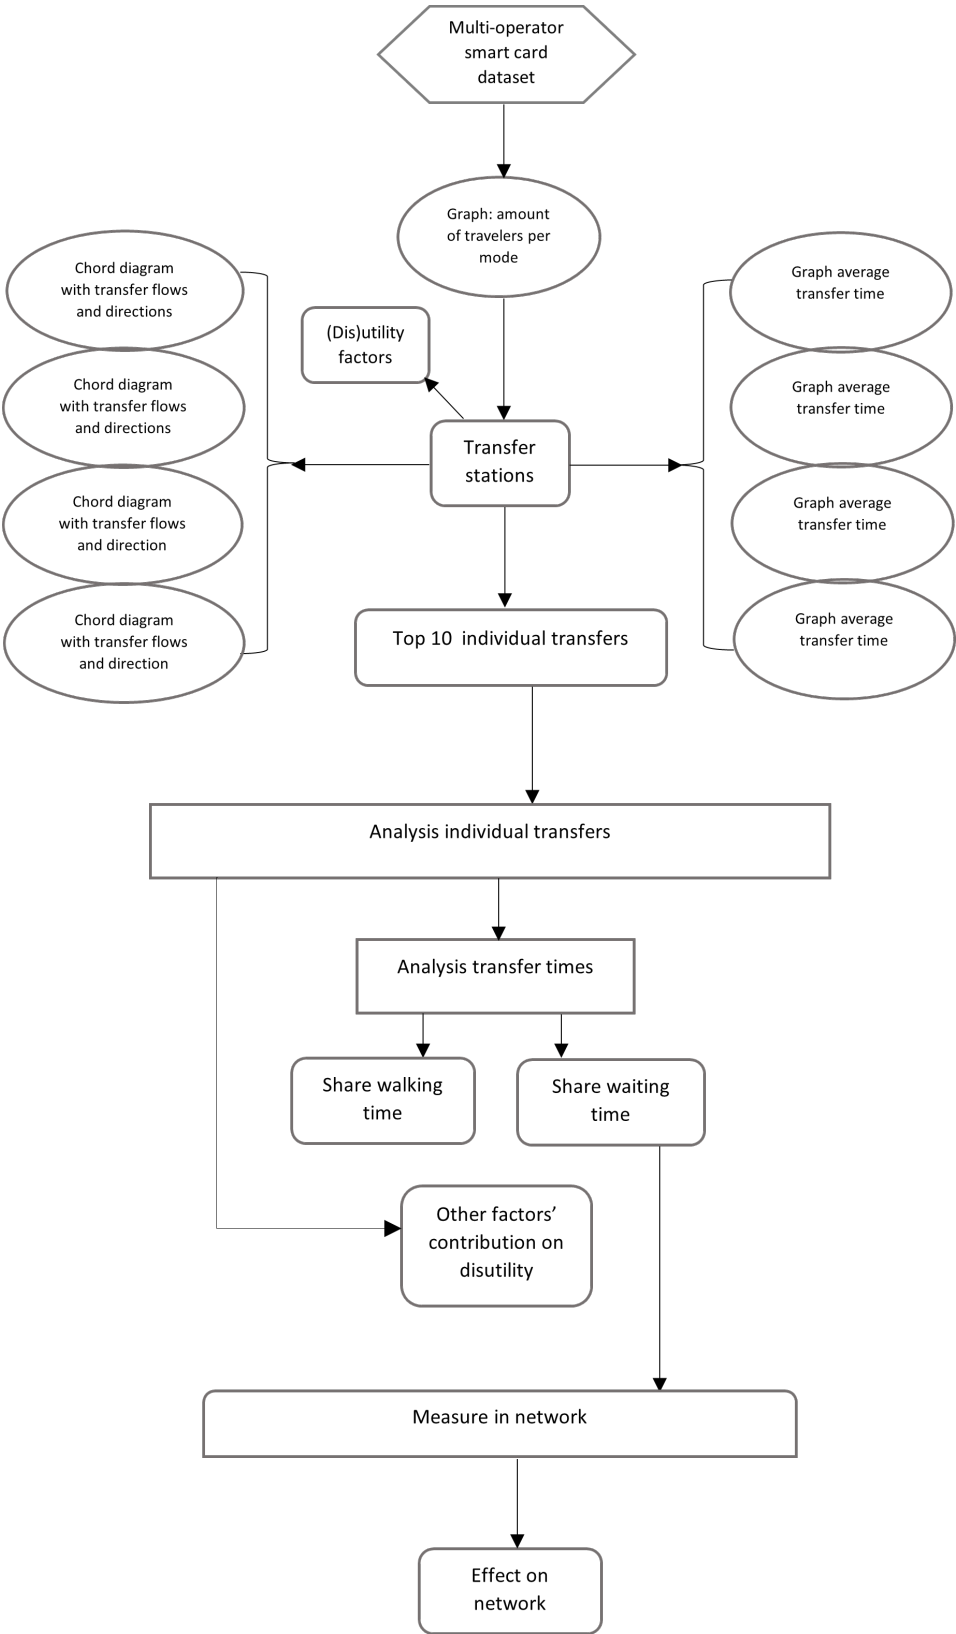 Multi-operator
smart card
dataset
Graph: amount
of travelers per
mode
Chord diagram
with transfer flows
and directions
Chord diagram
with transfer flows
and directions
Chord diagram
with transfer flows
and direction
Chord diagram
with transfer flows
and direction
(Dis)utility
factors
Transfer
stations
Graph average
transfer time
Graph average
transfer time
Graph average
transfer time
Graph average
transfer time
Top 10  individual transfers
Analysis individual transfers
Analysis transfer times
Share walking
time
Share waiting
time
Other factors’
contribution on
disutility
Measure in network
Effect on
network